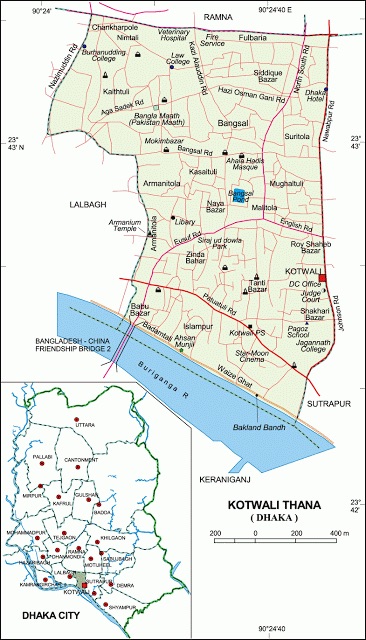 90°24'
90°24'40 E
RAMNA
Chankharpole
Nimtali
Veterinary
Hospital
Fire
Service
Fulbaria
Nazimuddin Rd
Burhanudding
College
Law
College
Kazi Alauddin Rd
North South Rd
Siddique
Bazar
Kaithtuli
Hazi Osman Gani Rd
Dhaka
Hotel
Aga Sadek Rd
Bangla Maath
(Pakistan Maath)
Bangsal
Nawabpur Rd
23°
43' N
23°
43'
Mokimbazar
Suritola
Bangsal Rd
Ahale Hadis
Masque
Kasaltuli
Armanitola
Mughaltuli
LALBAGH
Bangsal
Pond
Naya
Bazar
Malitola
Libary
Armanium
Temple
Armanitola
English Rd
Eusuf Rd
Siraj ud dowla
Park
Roy Shaheb
Bazar
Zinda
Bahar
KOTWALI
Tanti
Bazar
DC Office
Judge
Court
Johnson Rd
Patuatuli Rd
Babu
Bazar
Shakhari
Bazar
Badamtali
Islampur
Kotwali PS
Pagoz
School
BANGLADESH - CHINA
FRIENDSHIP BRIDGE 2
Ahsan
Munjil
Jagannath
College
Star-Moon
Cinema
Buriganga R
Waize Ghat
SUTRAPUR
Bakland Bandh
KERANIGANJ
23°
42'
KOTWALI THANA
( DHAKA )
200 0 200 400 m
90°24'40 E
UTTARA
PALLABI
CANTONMENT
MIRPUR
KAFRUL
GULSHAN
BADDA
MOHAMMADPUR
TEJGAON
KHILGAON
RAMNA
DHANMONDI
SABUJBAGH
HAZARIBAGH
MOTIJHEEL
LALBAGH
KAMRANGIRCHAR
SUTRAPUR
DEMRA
KOTWALI
SHYAMPUR
DHAKA CITY